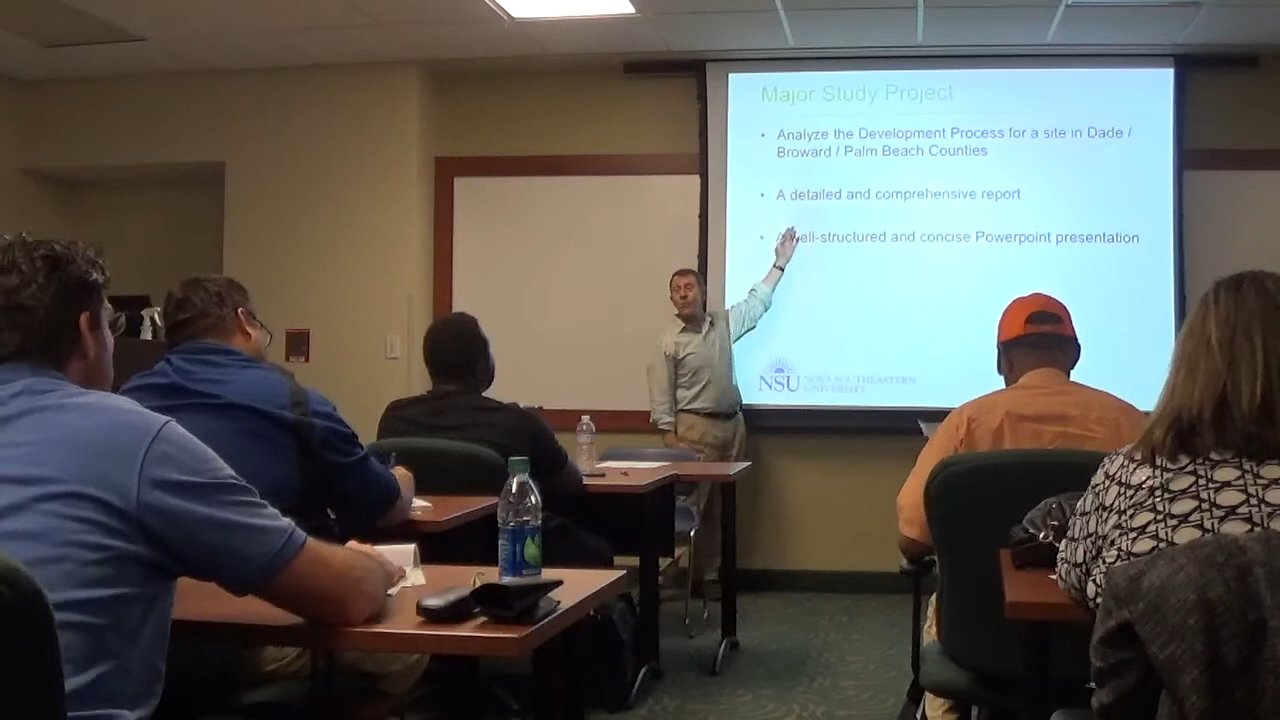 Major Study Project
• Analyze the Development Process for a site in Dade /
Broward / Palm Beach Counties
• A detailed and comprehensive report
• A well-structured and concise Powerpoint presentation
NSU
NOVA SOUTHEASTERN
UNIVERSITY